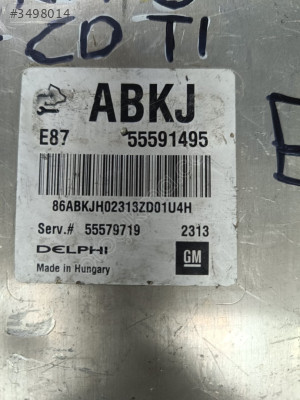 #3498014
CDTI
ABKJ
E87 55591495
86ABKJH02313ZD01U4H
Serv.# 55579719 2313
DELPHI GM
Made in Hungary